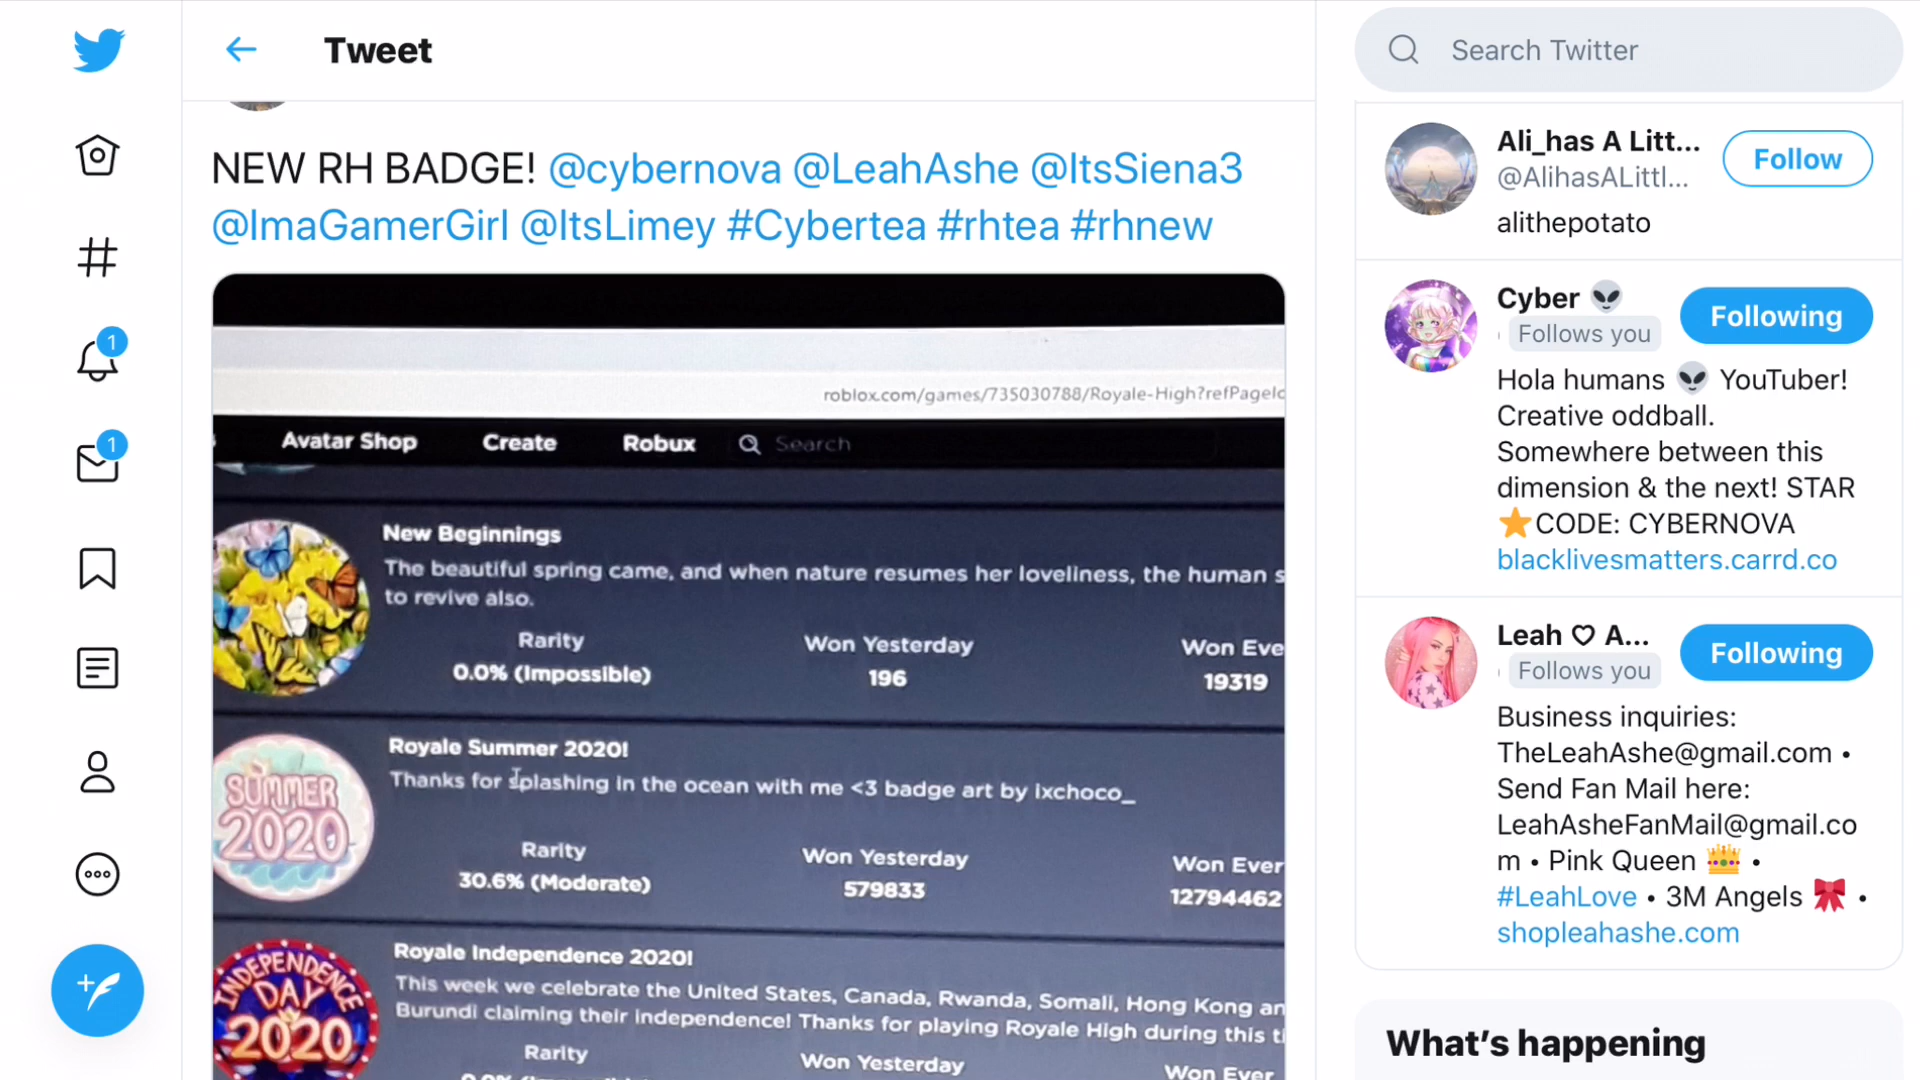 Tweet
NEW RH BADGE! @cybernova @LeahAshe @ItsSiena3
@ImaGamerGirl @ItsLimey #Cybertea #rhtea #rhnew
roblox.com/games/735030788/Royale-High?refPageId
Avatar Shop Create Robux Search
New Beginnings
The beautiful spring came, and when nature resumes her loveliness, the human s
to revive also.
Rarity Won Yesterday Won Eve
0.0% (Impossible) 196 19319
SUMMER
2020
Royale Summer 2020!
Thanks for splashing in the ocean with me <3 badge art by ixchoco_
Rarity Won Yesterday Won Ever
30.6% (Moderate) 579833 12794462
INDEPENDENCE
DAY
2020
Royale Independence 2020!
This week we celebrate the United States, Canada, Rwanda, Somali, Hong Kong an
Burundi claiming their independence! Thanks for playing Royale High during this ti
Rarity Won Yesterday Won Ever
1
1
Search Twitter
Ali_has A Litt...
@AlihasALittl...
Follow
alithepotato
Cyber 👽
Follows you
Following
Hola humans 👽 YouTuber!
Creative oddball.
Somewhere between this
dimension & the next! STAR
⭐CODE: CYBERNOVA
blacklivesmatters.carrd.co
Leah ♡ A...
Follows you
Following
Business inquiries:
TheLeahAshe@gmail.com •
Send Fan Mail here:
LeahAsheFanMail@gmail.co
m • Pink Queen 👑 •
#LeahLove • 3M Angels 🎀 •
shopleahashe.com
What's happening